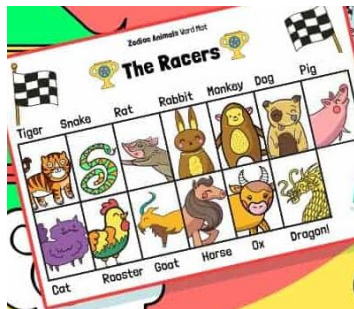 Zodiac Animals Word Mat
The Racers
Tiger Snake Rat Rabbit Monkey Dog Pig
Cat Rooster Goat Horse Ox Dragon!